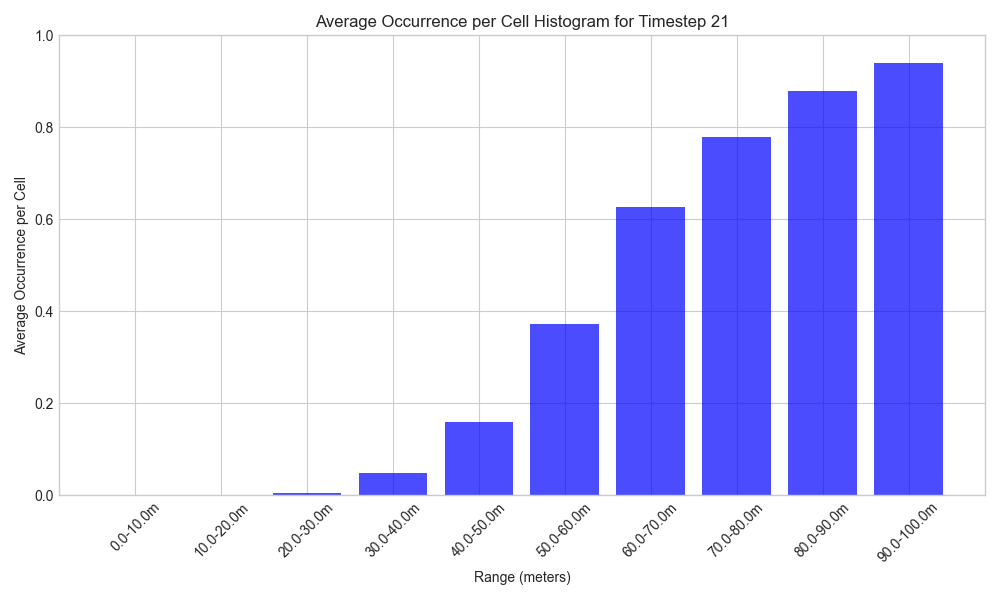 Average Occurrence per Cell Histogram for Timestep 21
1.0
0.8
0.6
0.4
0.2
0.0
Average Occurrence per Cell
0.0-10.0m
10.0-20.0m
20.0-30.0m
30.0-40.0m
40.0-50.0m
50.0-60.0m
60.0-70.0m
70.0-80.0m
80.0-90.0m
90.0-100.0m
Range (meters)